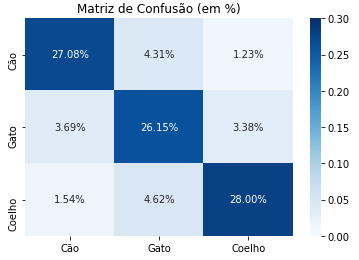 Matriz de Confusão (em %)
Cão 27.08% 4.31% 1.23%
Gato 3.69% 26.15% 3.38%
Coelho 1.54% 4.62% 28.00%
Cão Gato Coelho
0.30
0.25
0.20
0.15
0.10
0.05
0.00